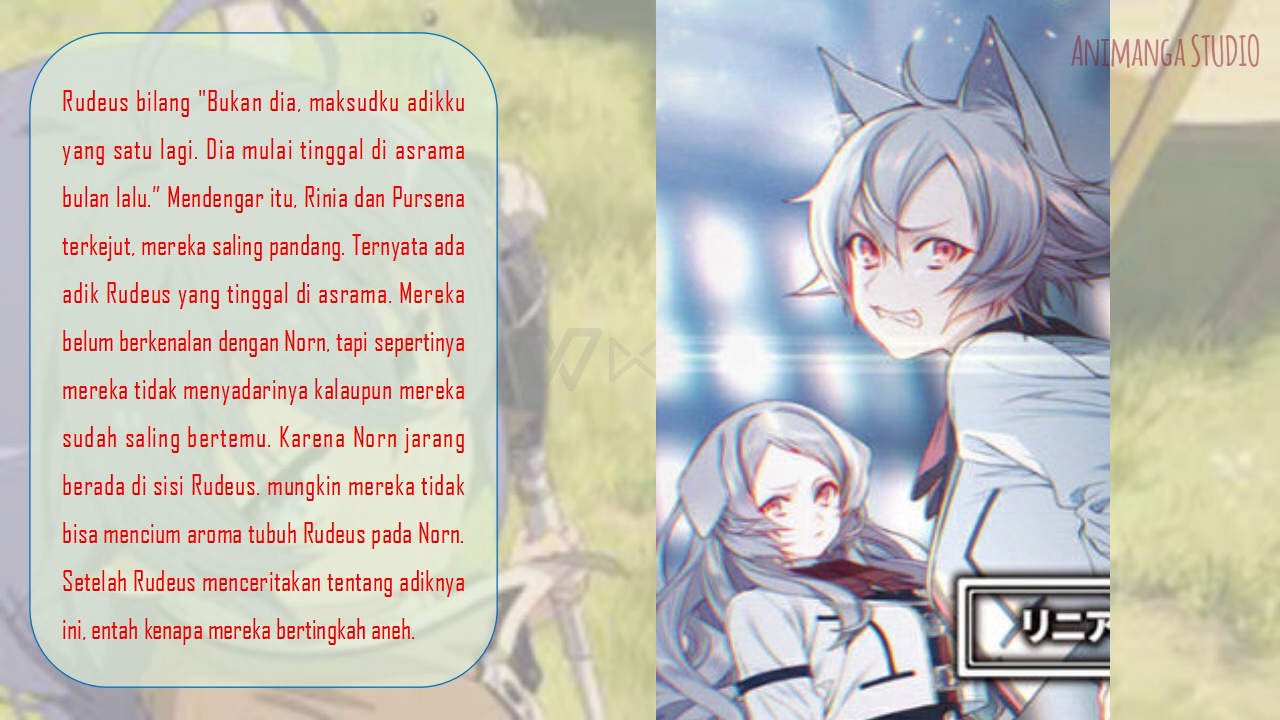 Rudeus bilang "Bukan dia, maksudku adikku
yang satu lagi. Dia mulai tinggal di asrama
bulan lalu.” Mendengar itu, Rinia dan Pursena
terkejut, mereka saling pandang. Ternyata ada
adik Rudeus yang tinggal di asrama. Mereka
belum berkenalan dengan Norn, tapi sepertinya
mereka tidak menyadarinya kalaupun mereka
sudah saling bertemu. Karena Norn jarang
berada di sisi Rudeus. mungkin mereka tidak
bisa mencium aroma tubuh Rudeus pada Norn.
Setelah Rudeus menceritakan tentang adiknya
ini, entah kenapa mereka bertingkah aneh.
ANIMANGA STUDIO
リニア